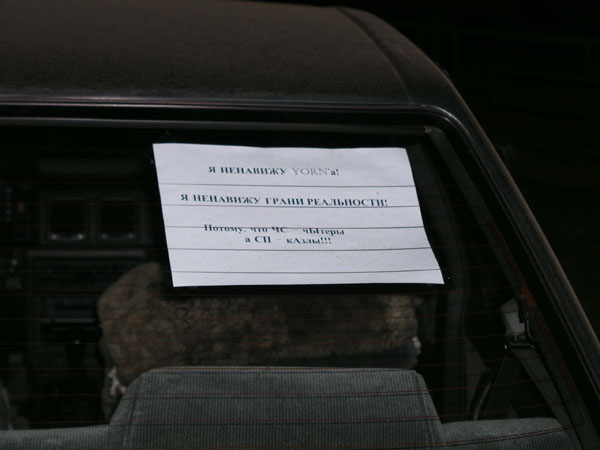 Я НЕНАВИЖУ YORN'а!
Я НЕНАВИЖУ ГРАНИ РЕАЛЬНОСТИ!
Потому, что ЧС – чЫтеры
а СП – кАзлы!!!